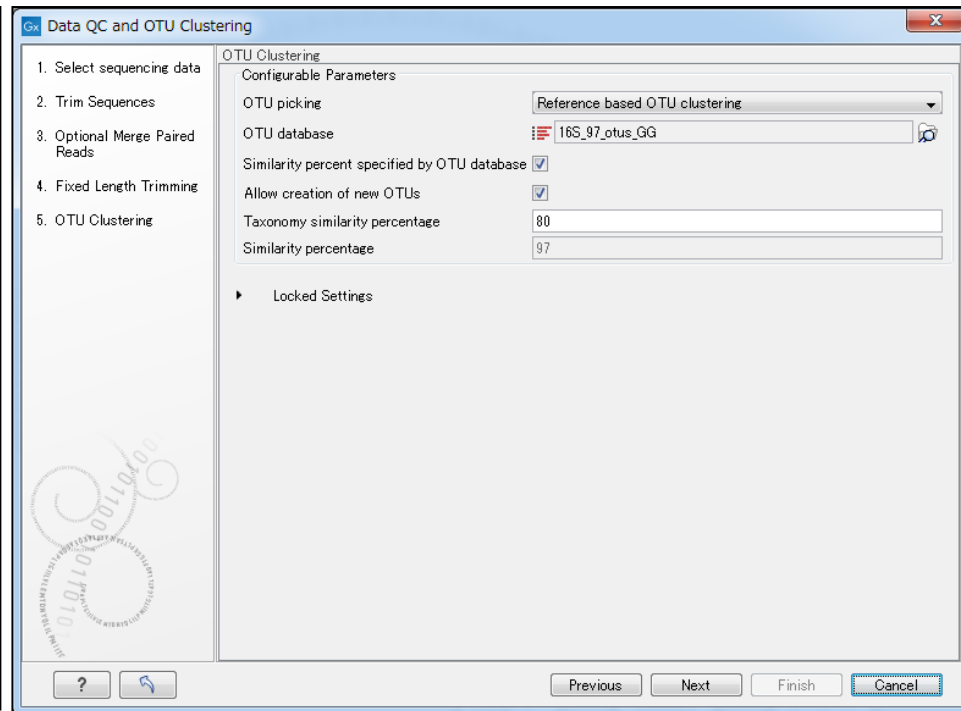 Gx Data QC and OTU Clustering
1. Select sequencing data
2. Trim Sequences
3. Optional Merge Paired
Reads
4. Fixed Length Trimming
5. OTU Clustering
OTU Clustering
Configurable Parameters
OTU picking Reference based OTU clustering
OTU database 16S_97_otus_GG
Similarity percent specified by OTU database
Allow creation of new OTUs
Taxonomy similarity percentage 80
Similarity percentage 97
Locked Settings
? Previous Next Finish Cancel